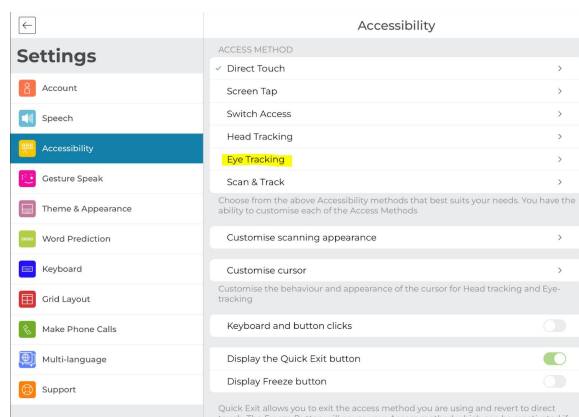 Accessibility
Settings
Account
Speech
Accessibility
Gesture Speak
Theme & Appearance
Word Prediction
Keyboard
Grid Layout
Make Phone Calls
Multi-language
Support
ACCESS METHOD
Direct Touch
Screen Tap
Switch Access
Head Tracking
Eye Tracking
Scan & Track
Choose from the above Accessibility methods that best suits your needs. You have the
ability to customise each of the Access Methods
Customise scanning appearance
Customise cursor
Customise the behaviour and appearance of the cursor for Head tracking and Eye-
tracking
Keyboard and button clicks
Display the Quick Exit button
Display Freeze button
Quick Exit allows you to exit the access method you are using and revert to direct